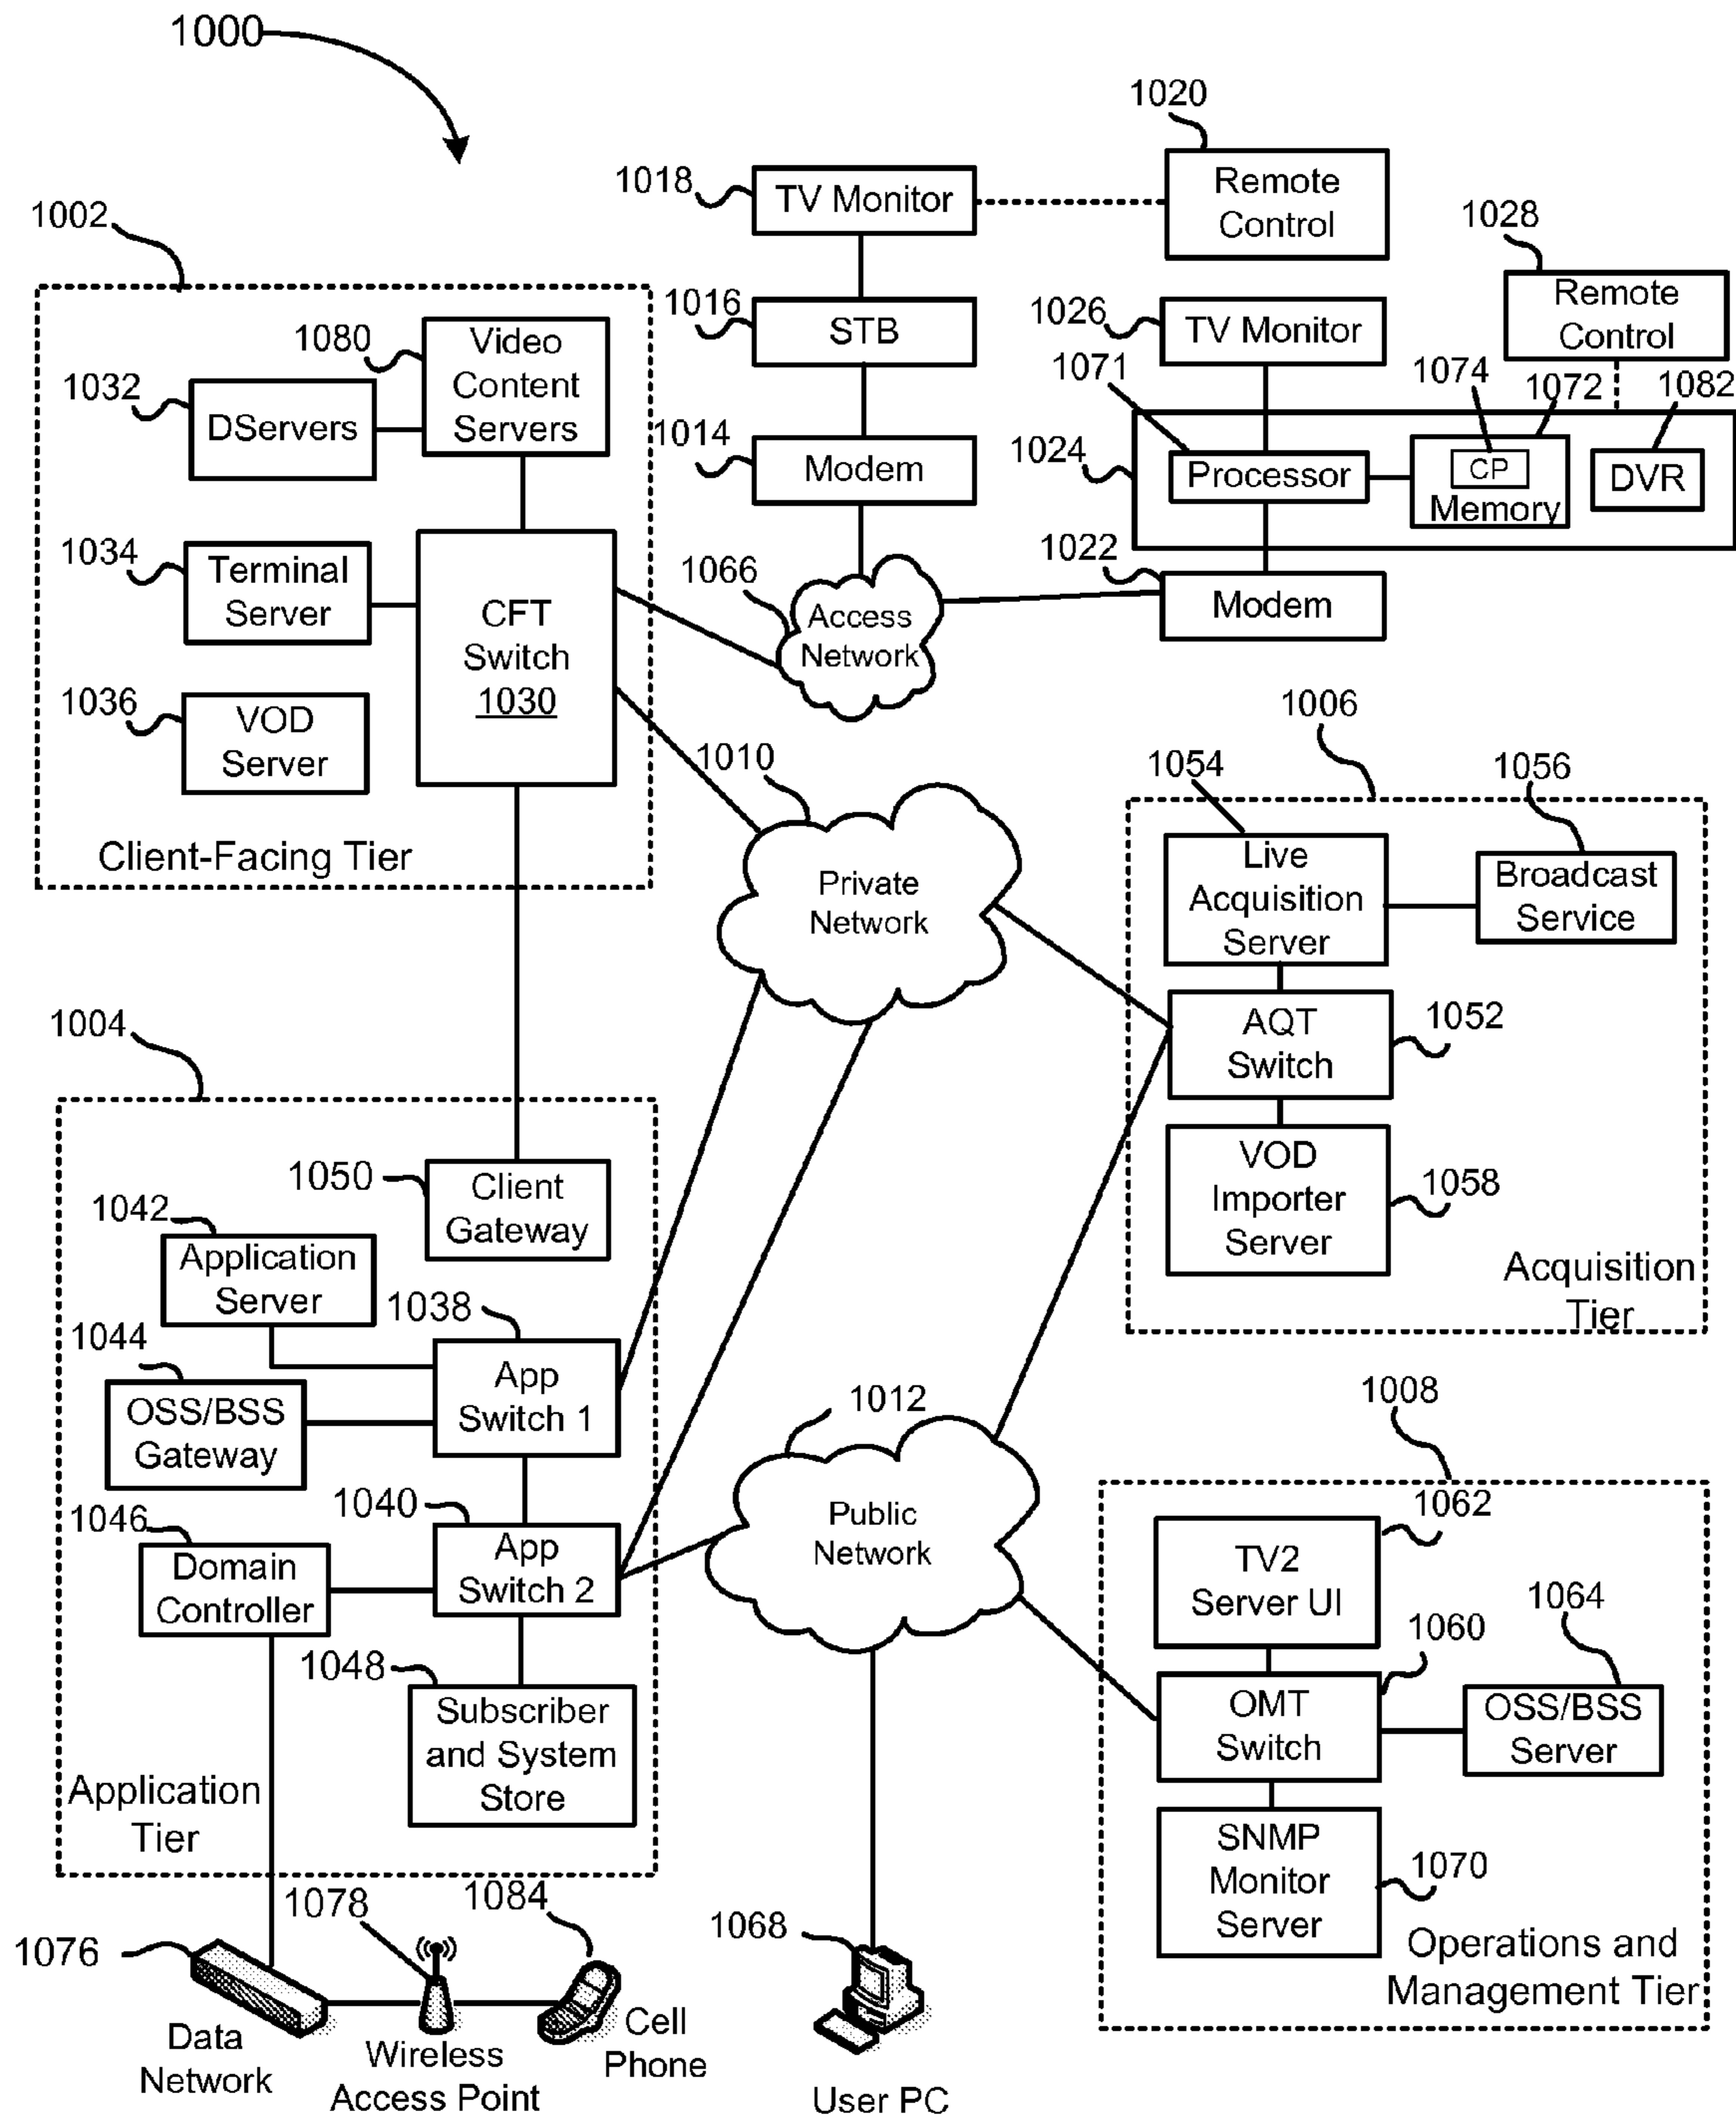 1000
1020
1018
TV Monitor
Remote
Control
1002
1028
Remote
Control
1016
STB
1026
TV Monitor
1080
Video
Content
Servers
1032
DServers
1071
1074
1072
1082
1014
Modem
1024
Processor
CP
Memory
DVR
1034
Terminal
Server
CFT
Switch
1030
1066
Access
Network
1022
Modem
1036
VOD
Server
Client-Facing Tier
1010
Private
Network
1006
1054
1056
Live
Acquisition
Server
Broadcast
Service
1004
AQT
Switch
1052
1050
Client
Gateway
VOD
Importer
Server
1058
Acquisition
Tier
1042
Application
Server
1038
1044
App
Switch 1
OSS/BSS
Gateway
1012
1008
1040
1046
Public
Network
1062
TV2
Server UI
Domain
Controller
App
Switch 2
1064
1060
1048
Subscriber
and System
Store
OMT
Switch
OSS/BSS
Server
Application
Tier
SNMP
Monitor
Server
1070
Operations and
Management Tier
1078
1084
1068
1076
Data
Network
Wireless
Access Point
Cell
Phone
User PC